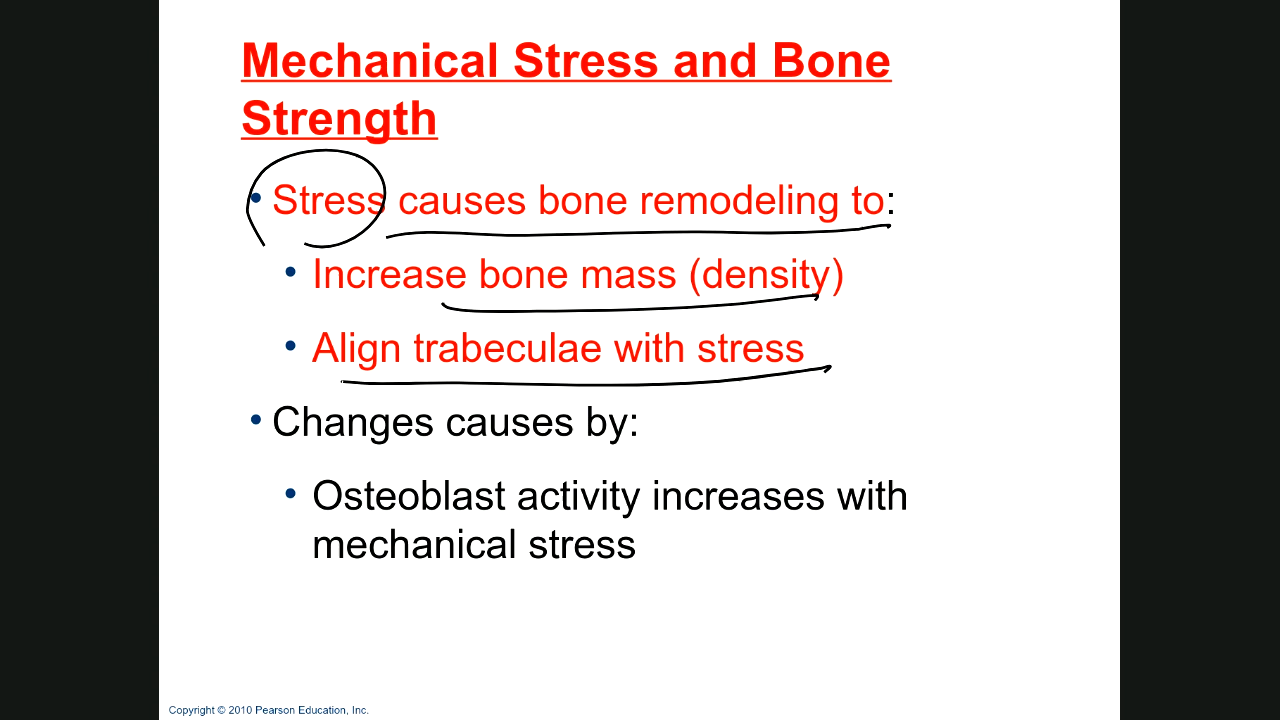 Mechanical Stress and Bone
Strength
• Stress causes bone remodeling to:
• Increase bone mass (density)
• Align trabeculae with stress
• Changes causes by:
• Osteoblast activity increases with
mechanical stress
Copyright © 2010 Pearson Education, Inc.